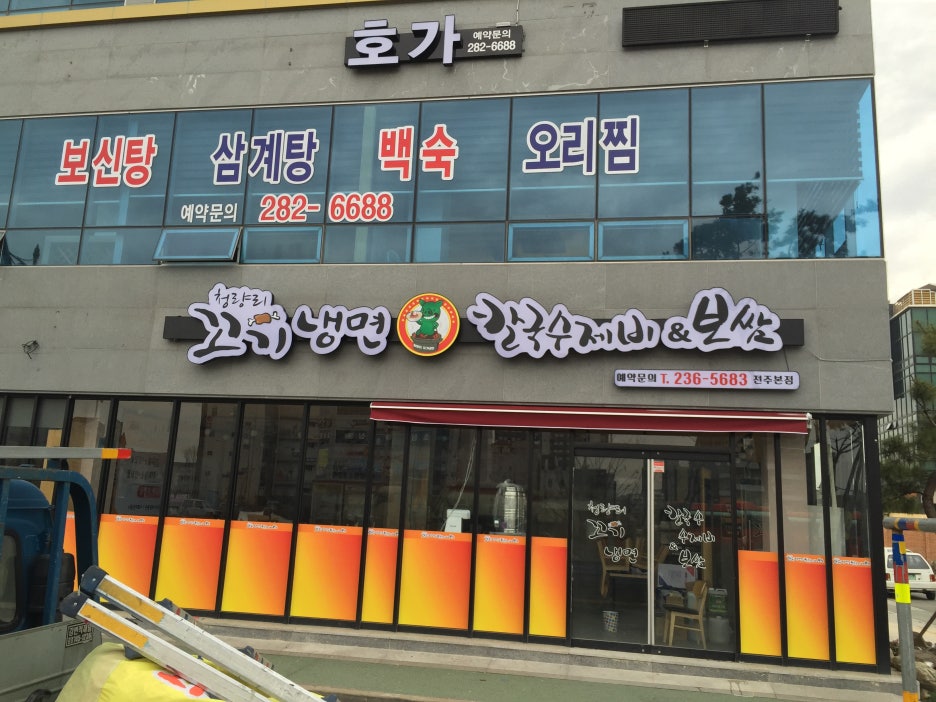 호가 예약문의
282-6688
보신탕 삼계탕 백숙 오리찜
예약문의 282-6688
청량리
꼬기냉면 칼국수제비&보쌈
예약문의 T. 236-5683 전주본점
청량리
꼬기
냉면
칼국수
수제비
&보쌈